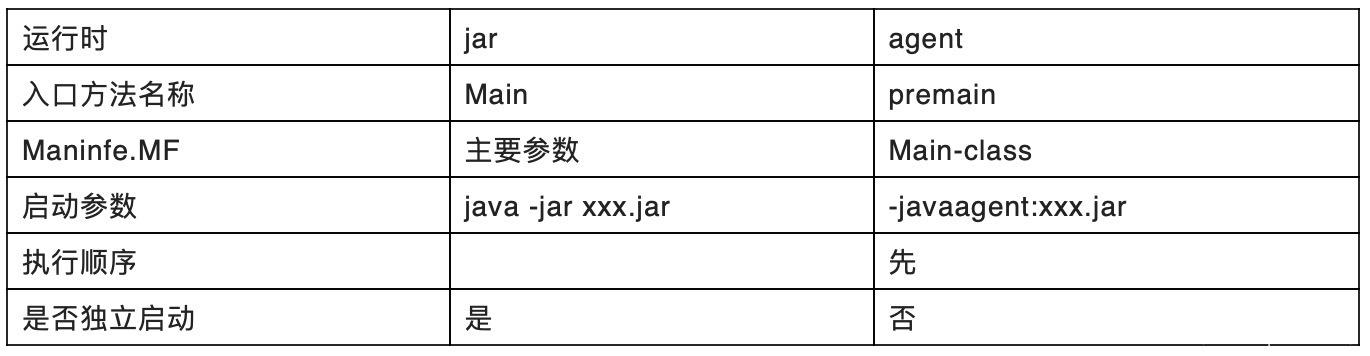 运行时 jar agent
入口方法名称 Main premain
Maninfe.MF 主要参数 Main-class
启动参数 java -jar xxx.jar -javaagent:xxx.jar
执行顺序 先
是否独立启动 是 否